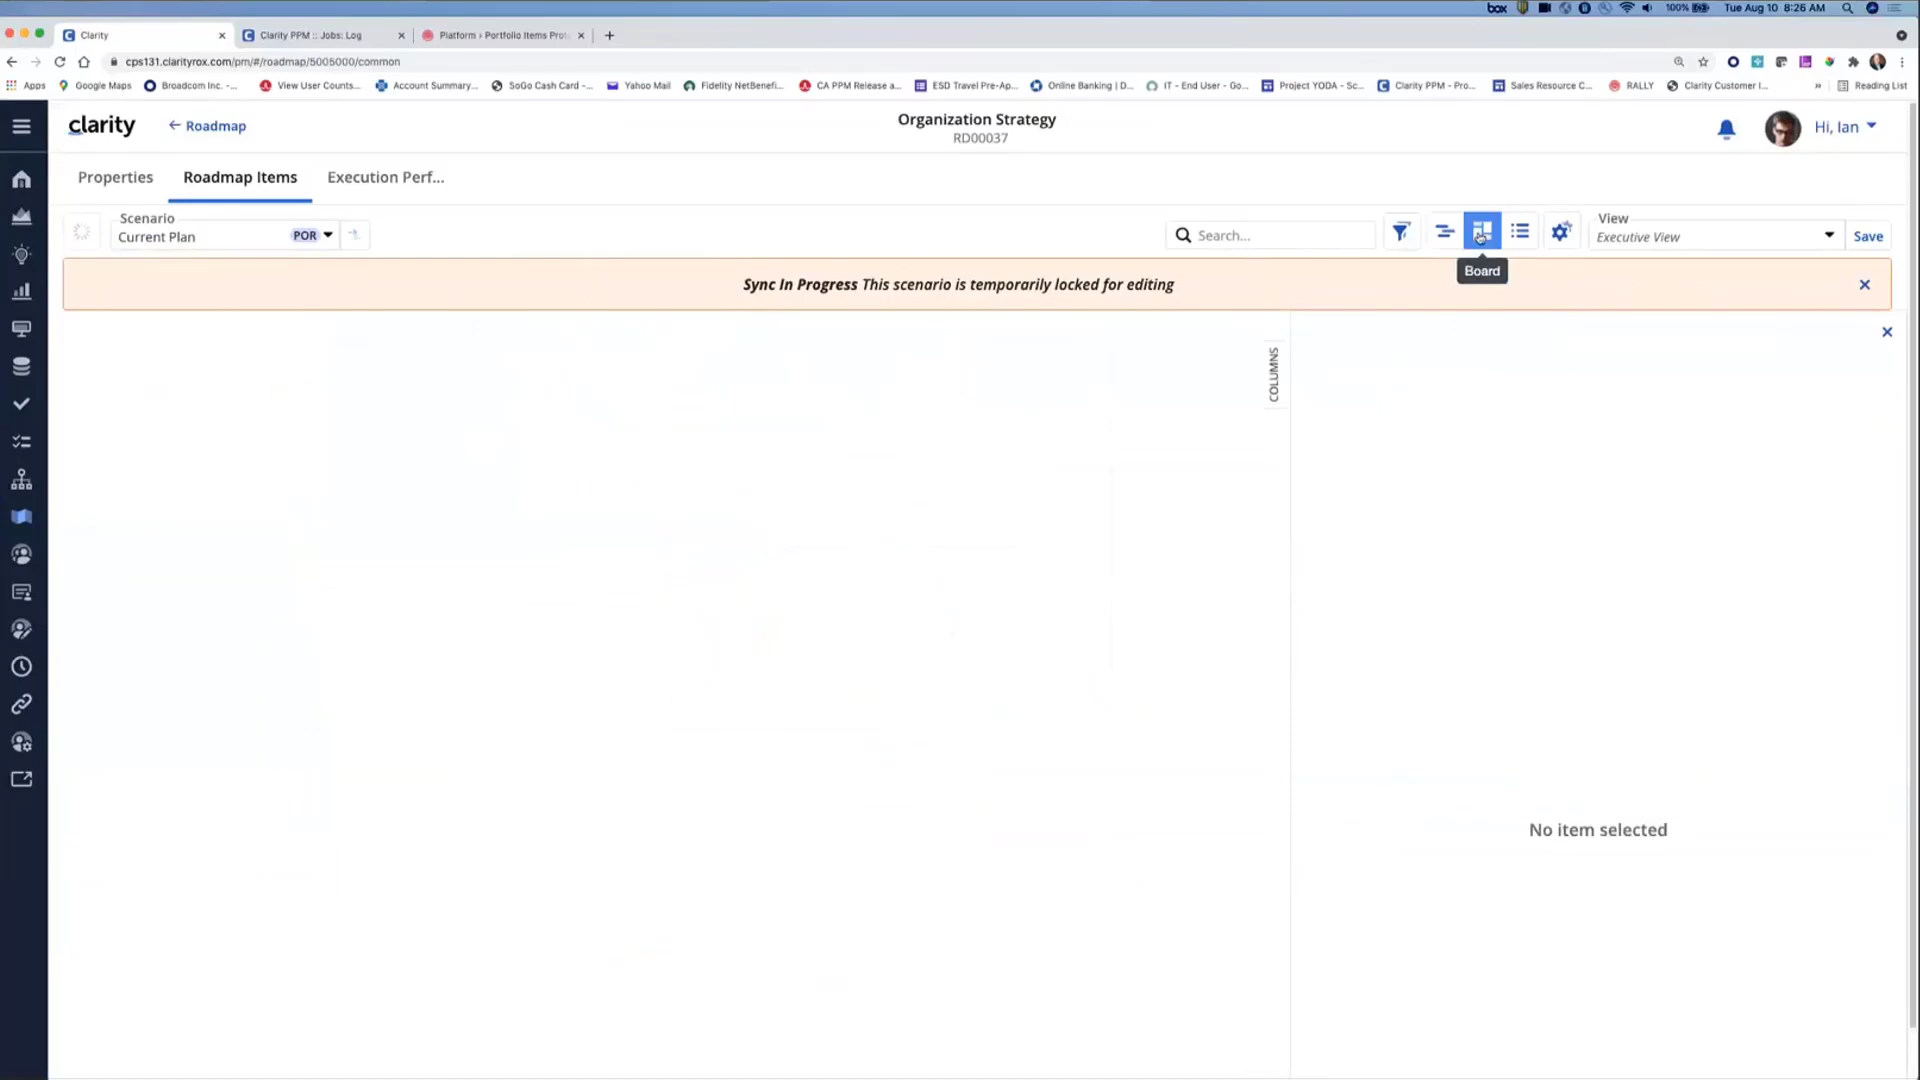 box
100%
Tue Aug 10 8:26 AM
Clarity
Clarity PPM :: Jobs: Log
Platform › Portfolio Items Prot
cps131.clarityrox.com/pm/#/roadmap/5005000/common
Apps
Google Maps
Broadcom Inc. -...
View User Counts...
Account Summary...
SoGo Cash Card -...
Yahoo Mail
Fidelity NetBenefi...
CA PPM Release a...
ESD Travel Pre-Ap...
Online Banking | D...
IT - End User - Go...
Project YODA - Sc...
Clarity PPM - Pro...
Sales Resource C...
RALLY
Clarity Customer I...
»
Reading List
clarity
← Roadmap
Organization Strategy
RD00037
Hi, Ian
Properties
Roadmap Items
Execution Perf...
Scenario
Current Plan
POR
Search...
View
Executive View
Save
Board
Sync In Progress This scenario is temporarily locked for editing
COLUMNS
No item selected